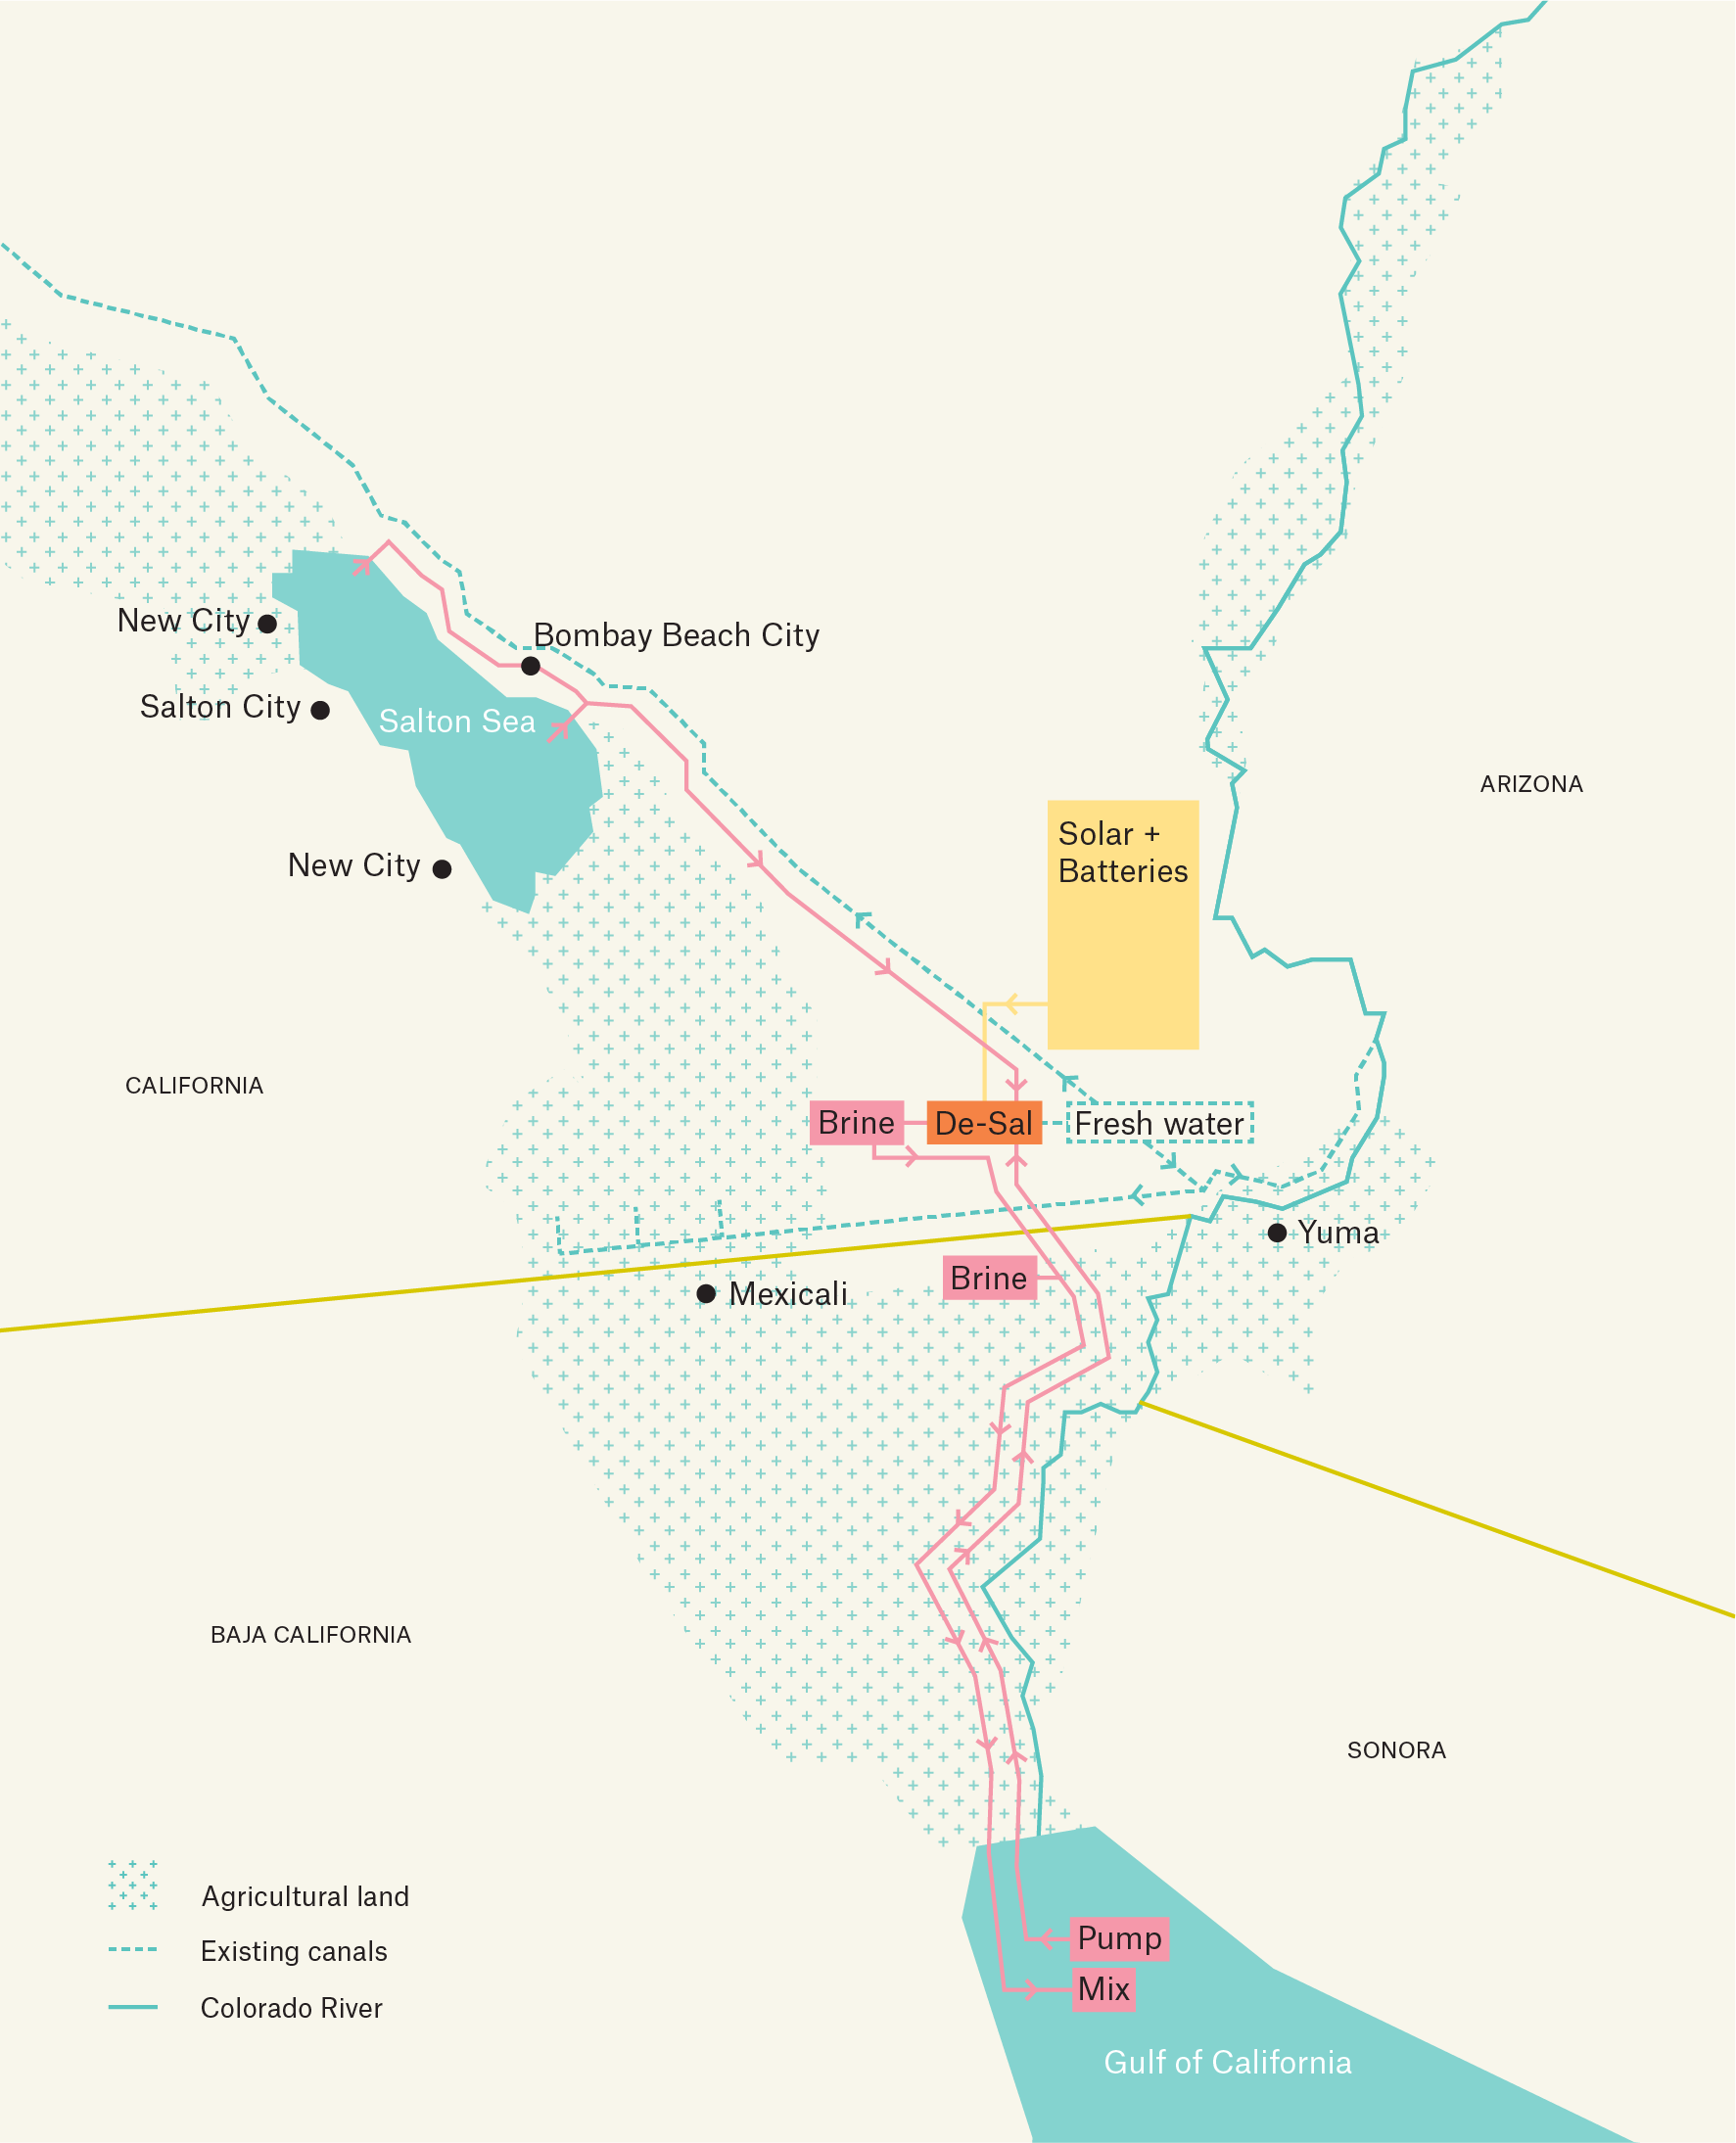 New City
Bombay Beach City
Salton City
Salton Sea
ARIZONA
Solar +
Batteries
New City
CALIFORNIA
Brine
De-Sal
Fresh water
Yuma
Brine
Mexicali
BAJA CALIFORNIA
SONORA
Agricultural land
Pump
Existing canals
Mix
Colorado River
Gulf of California